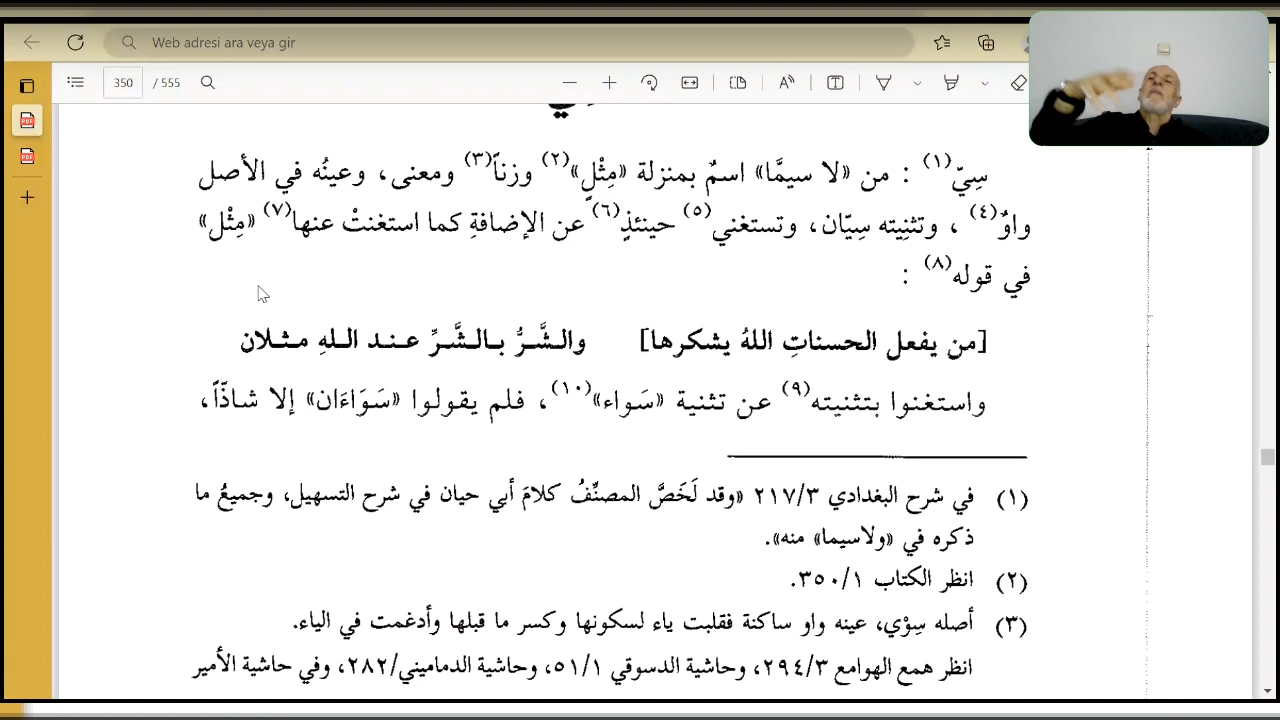 Web adresi ara veya gir
350 / 555
سِيّ(١) : من «لا سيمَّا» اسمٌ بمنزلة «مِثْلٍ»(٢) وزناً(٣) ومعنى، وعينُه في الأصل
واوٌ(٤) ، وتثنِيته سِيّان، وتستغني(٥) حينئذٍ(٦) عن الإضافةِ كما استغنتْ عنها(٧) «مِثْل»
في قوله(٨) :
[من يفعل الحسناتِ اللهُ يشكرها] والشَّرُّ بالشَّرِّ عند اللهِ مثلان
واستغنوا بتثنيته(٩) عن تثنية «سَواء»(١٠)، فلم يقولوا «سَوَاءَان» إلا شاذّاً،
(١) في شرح البغدادي ٢١٧/٣ «وقد لَخَصَّ المصنِّفُ كلامَ أبي حيان في شرح التسهيل، وجميعُ ما
ذكره في «ولاسيما» منه».
(٢) انظر الكتاب ٣٥٠/١.
(٣) أصله سِوْي، عينه واو ساكنة فقلبت ياء لسكونها وكسر ما قبلها وأدغمت في الياء.
انظر همع الهوامع ٢٩٤/٣، وحاشية الدسوقي ٥١/١، وحاشية الدماميني/٢٨٢، وفي حاشية الأمير